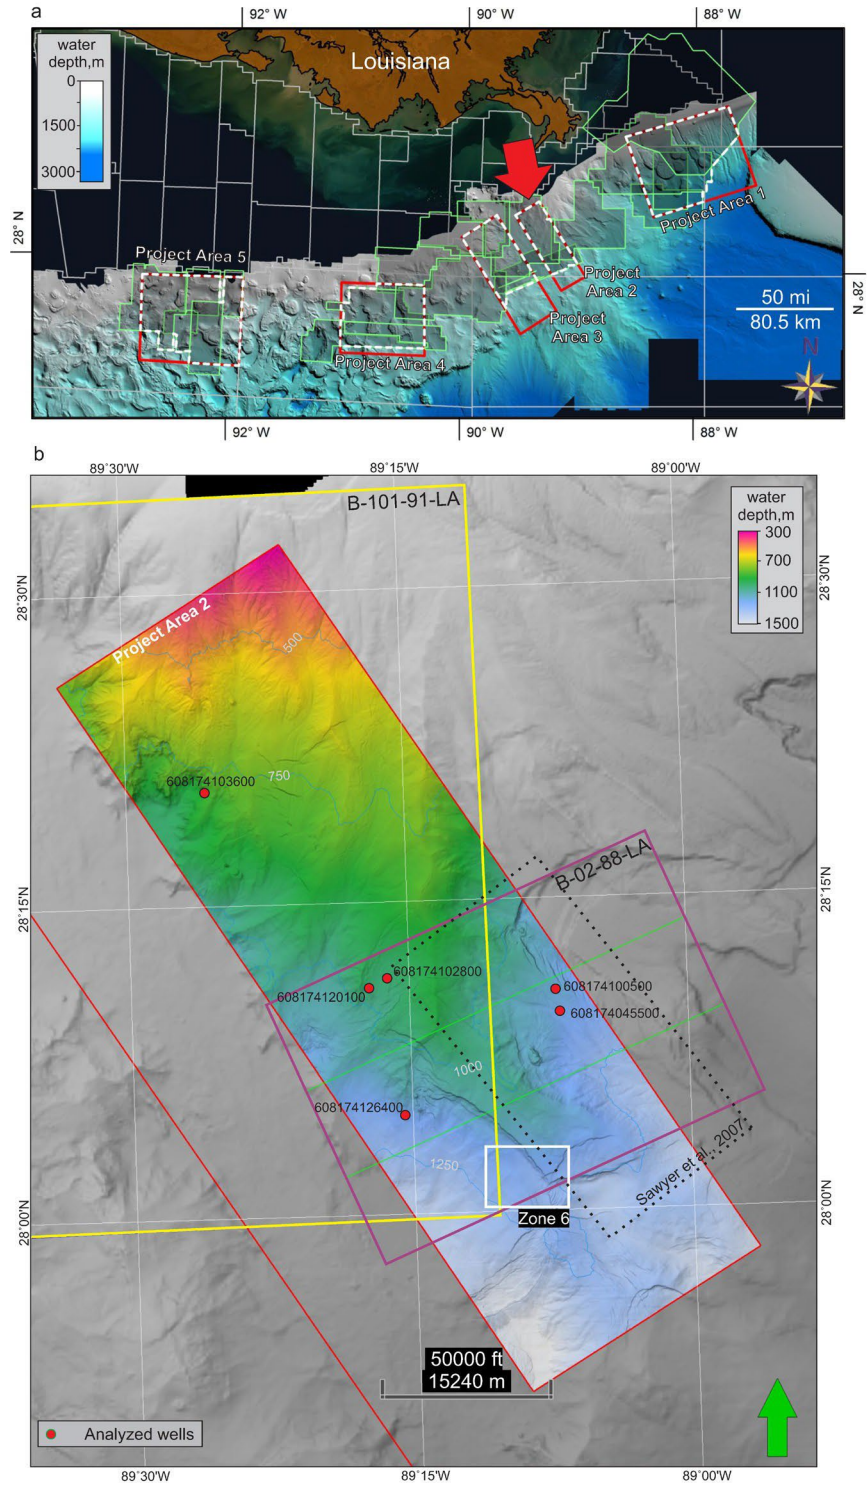 a
92° W
90° W
88° W
water
depth,m
0
1500
3000
Louisiana
28° N
28° N
Project Area 1
Project Area 5
Project
Area 2
50 mi
80.5 km
Project
Area 3
N
Project Area 4
92° W
90° W
88° W
b
89°30'W
89°15'W
89°00'W
B-101-91-LA
water
depth,m
300
700
1100
1500
28°30'N
28°30'N
Project Area 2
500
750
608174103600
B-02-88-LA
28°15'N
28°15'N
608174102800
608174120100
608174100500
608174045500
1000
608174126400
1250
Sawyer et al., 2007
Zone 6
28°00'N
28°00'N
50000 ft
15240 m
Analyzed wells
89°30'W
89°15'W
89°00'W